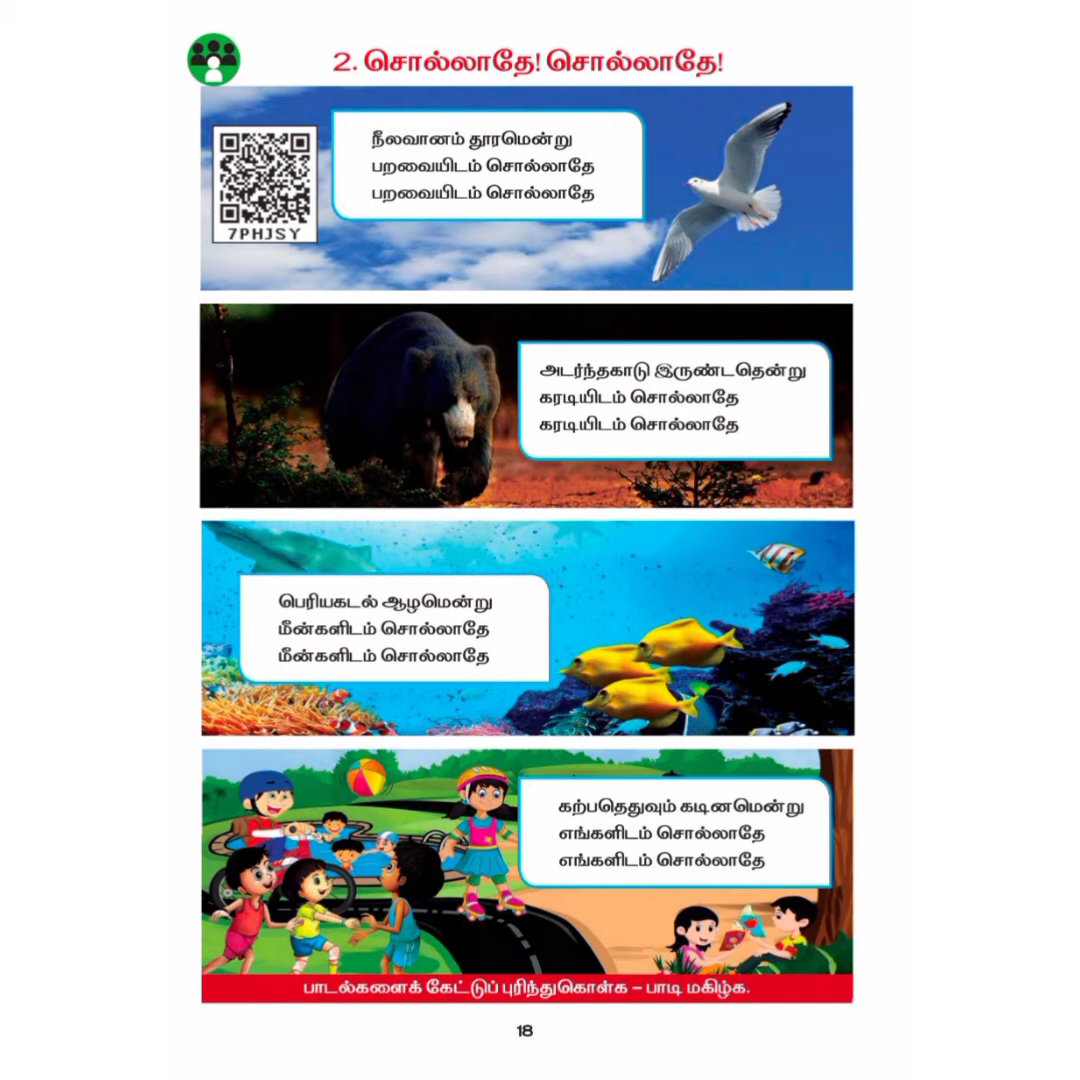 2. சொல்லாதே! சொல்லாதே!
7PHJSY
நீலவானம் தூரமென்று
பறவையிடம் சொல்லாதே
பறவையிடம் சொல்லாதே
அடர்ந்தகாடு இருண்டதென்று
கரடியிடம் சொல்லாதே
கரடியிடம் சொல்லாதே
பெரியகடல் ஆழமென்று
மீன்களிடம் சொல்லாதே
மீன்களிடம் சொல்லாதே
கற்பதெதுவும் கடினமென்று
எங்களிடம் சொல்லாதே
எங்களிடம் சொல்லாதே
பாடல்களைக் கேட்டுப் புரிந்துகொள்க – பாடி மகிழ்க.
18